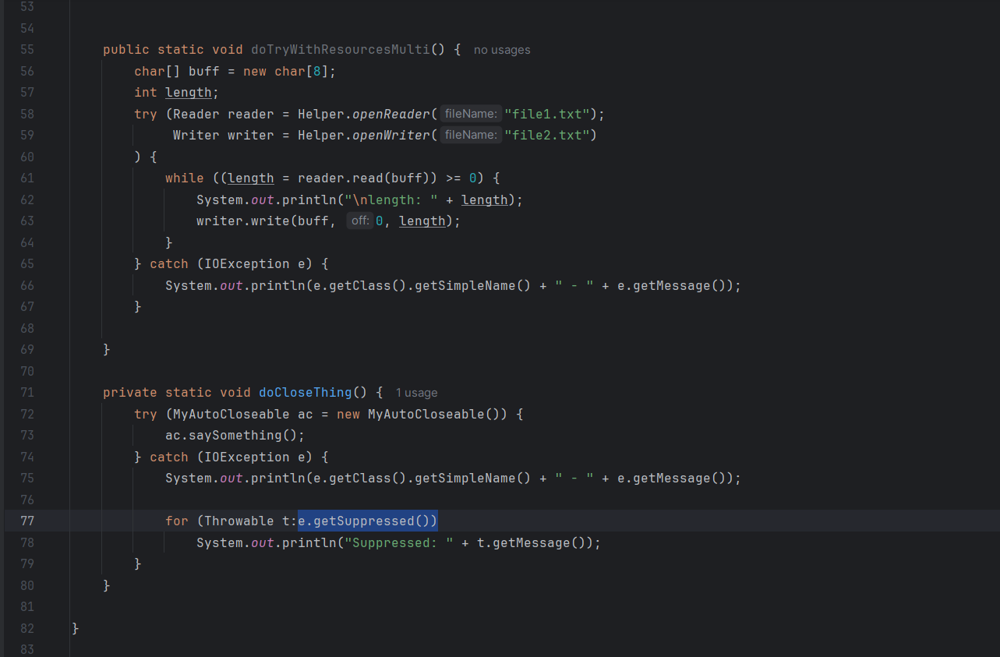 53
54
55 public static void doTryWithResourcesMulti() { no usages
56 char[] buff = new char[8];
57 int length;
58 try (Reader reader = Helper.openReader( fileName: "file1.txt");
59 Writer writer = Helper.openWriter( fileName: "file2.txt")
60 ) {
61 while ((length = reader.read(buff)) >= 0) {
62 System.out.println("\nlength: " + length);
63 writer.write(buff, off: 0, length);
64 }
65 } catch (IOException e) {
66 System.out.println(e.getClass().getSimpleName() + " - " + e.getMessage());
67 }
68
69 }
70
71 private static void doCloseThing() { 1 usage
72 try (MyAutoCloseable ac = new MyAutoCloseable()) {
73 ac.saySomething();
74 } catch (IOException e) {
75 System.out.println(e.getClass().getSimpleName() + " - " + e.getMessage());
76
77 for (Throwable t:e.getSuppressed())
78 System.out.println("Suppressed: " + t.getMessage());
79 }
80 }
81
82 }
83